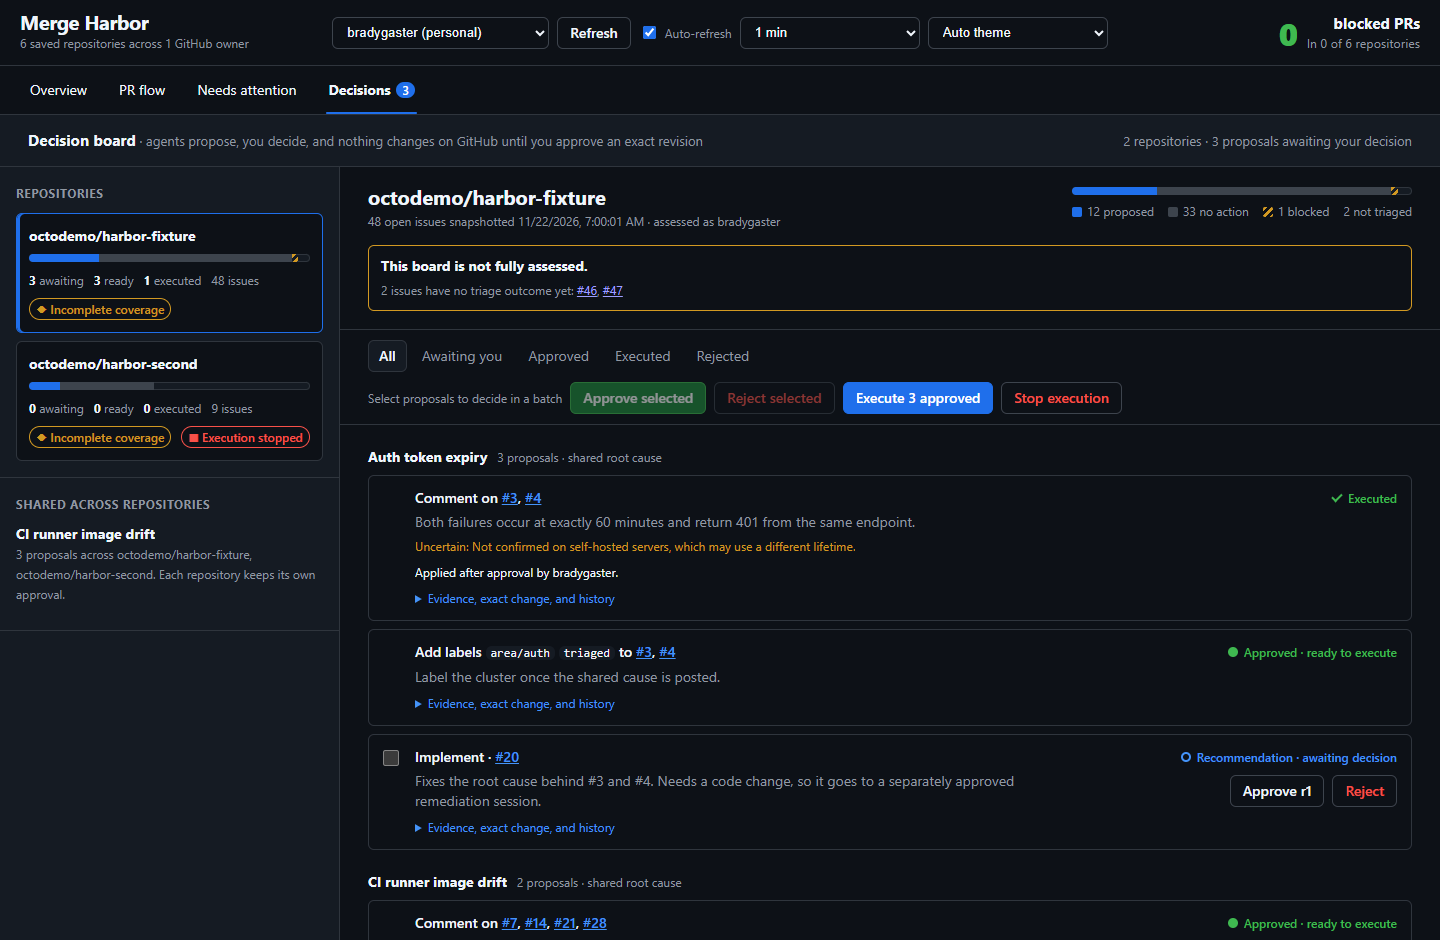 Merge Harbor
6 saved repositories across 1 GitHub owner
bradygaster (personal)
Refresh
Auto-refresh
1 min
Auto theme
0
blocked PRs
In 0 of 6 repositories
Overview
PR flow
Needs attention
Decisions 3
Decision board · agents propose, you decide, and nothing changes on GitHub until you approve an exact revision
2 repositories · 3 proposals awaiting your decision
REPOSITORIES
octodemo/harbor-fixture
3 awaiting 3 ready 1 executed 48 issues
Incomplete coverage
octodemo/harbor-second
0 awaiting 0 ready 0 executed 9 issues
Incomplete coverage
Execution stopped
SHARED ACROSS REPOSITORIES
CI runner image drift
3 proposals across octodemo/harbor-fixture,
octodemo/harbor-second. Each repository keeps its own
approval.
octodemo/harbor-fixture
48 open issues snapshotted 11/22/2026, 7:00:01 AM · assessed as bradygaster
12 proposed 33 no action 1 blocked 2 not triaged
This board is not fully assessed.
2 issues have no triage outcome yet: #46, #47
All
Awaiting you
Approved
Executed
Rejected
Select proposals to decide in a batch
Approve selected
Reject selected
Execute 3 approved
Stop execution
Auth token expiry 3 proposals · shared root cause
Comment on #3, #4
Executed
Both failures occur at exactly 60 minutes and return 401 from the same endpoint.
Uncertain: Not confirmed on self-hosted servers, which may use a different lifetime.
Applied after approval by bradygaster.
Evidence, exact change, and history
Add labels area/auth triaged to #3, #4
Approved · ready to execute
Label the cluster once the shared cause is posted.
Evidence, exact change, and history
Implement · #20
Recommendation · awaiting decision
Fixes the root cause behind #3 and #4. Needs a code change, so it goes to a separately approved
remediation session.
Approve r1
Reject
Evidence, exact change, and history
CI runner image drift 2 proposals · shared root cause
Comment on #7, #14, #21, #28
Approved · ready to execute